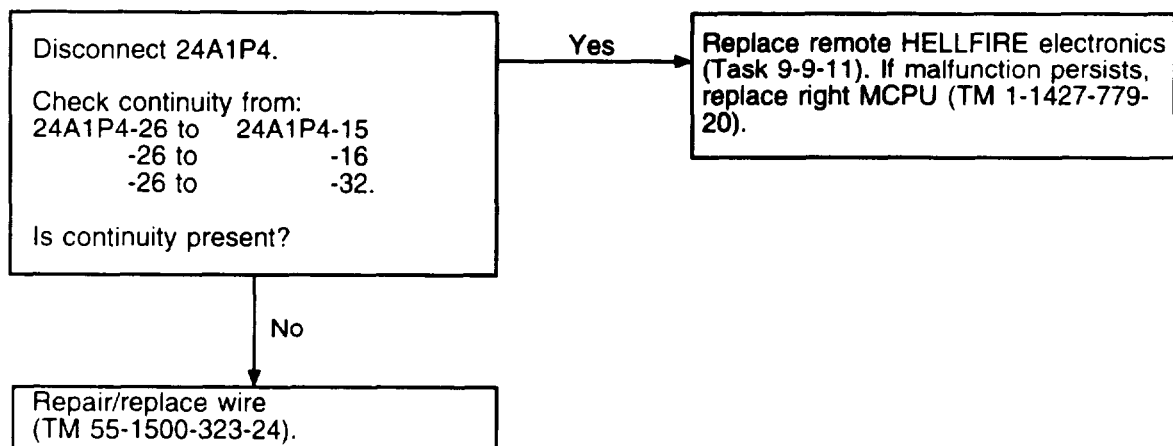 Disconnect 24A1P4.
Check continuity from:
24A1P4-26 to 24A1P4-15
-26 to -16
-26 to -32.
Is continuity present?
Yes
Replace remote HELLFIRE electronics
(Task 9-9-11). If malfunction persists,
replace right MCPU (TM 1-1427-779-
20).
No
Repair/replace wire
(TM 55-1500-323-24).